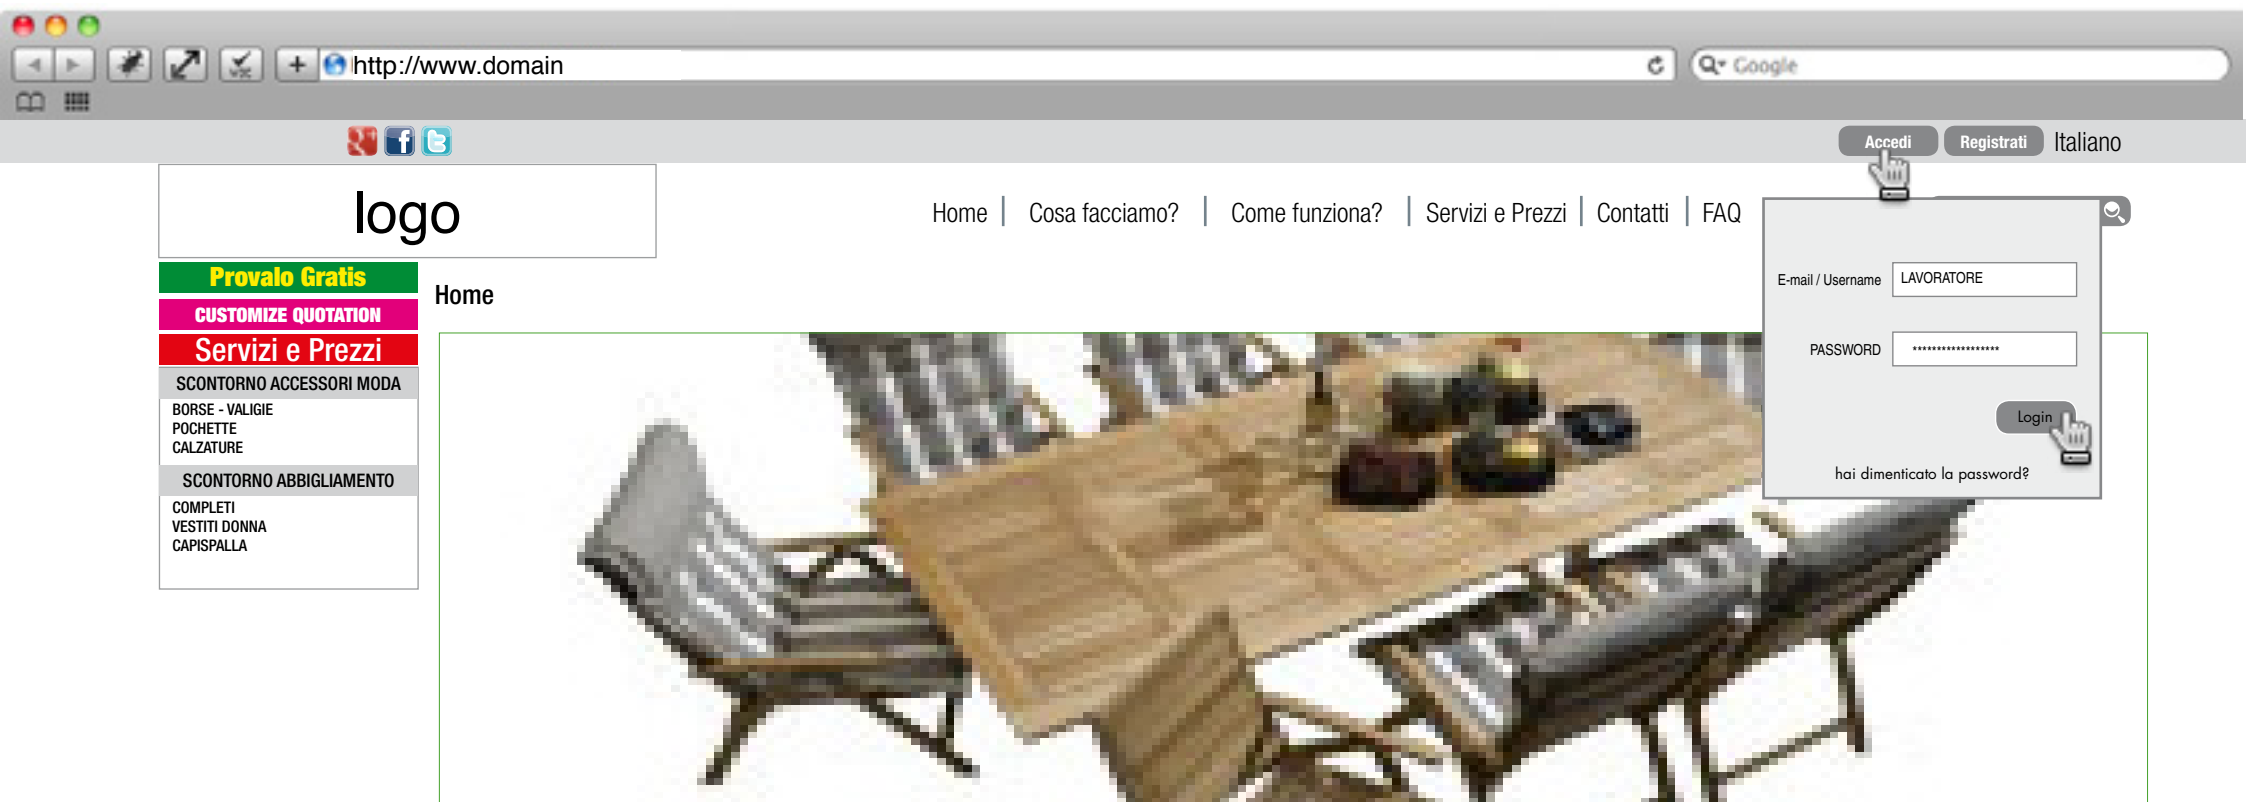 http://www.domain
Google
Accedi
Registrati
Italiano
logo
Home
Cosa facciamo?
Come funziona?
Servizi e Prezzi
Contatti
FAQ
Provalo Gratis
CUSTOMIZE QUOTATION
Servizi e Prezzi
SCONTORNO ACCESSORI MODA
BORSE - VALIGIE
POCHETTE
CALZATURE
SCONTORNO ABBIGLIAMENTO
COMPLETI
VESTITI DONNA
CAPISPALLA
Home
E-mail / Username
LAVORATORE
PASSWORD
******************
Login
hai dimenticato la password?